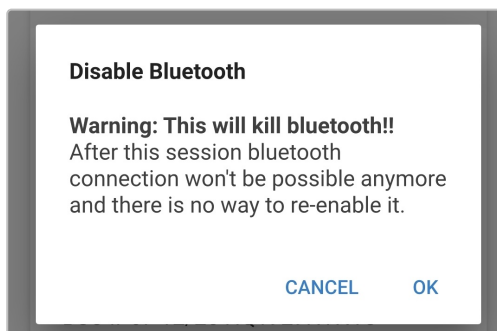 Disable Bluetooth
Warning: This will kill bluetooth!!
After this session bluetooth
connection won't be possible anymore
and there is no way to re-enable it.
CANCEL OK